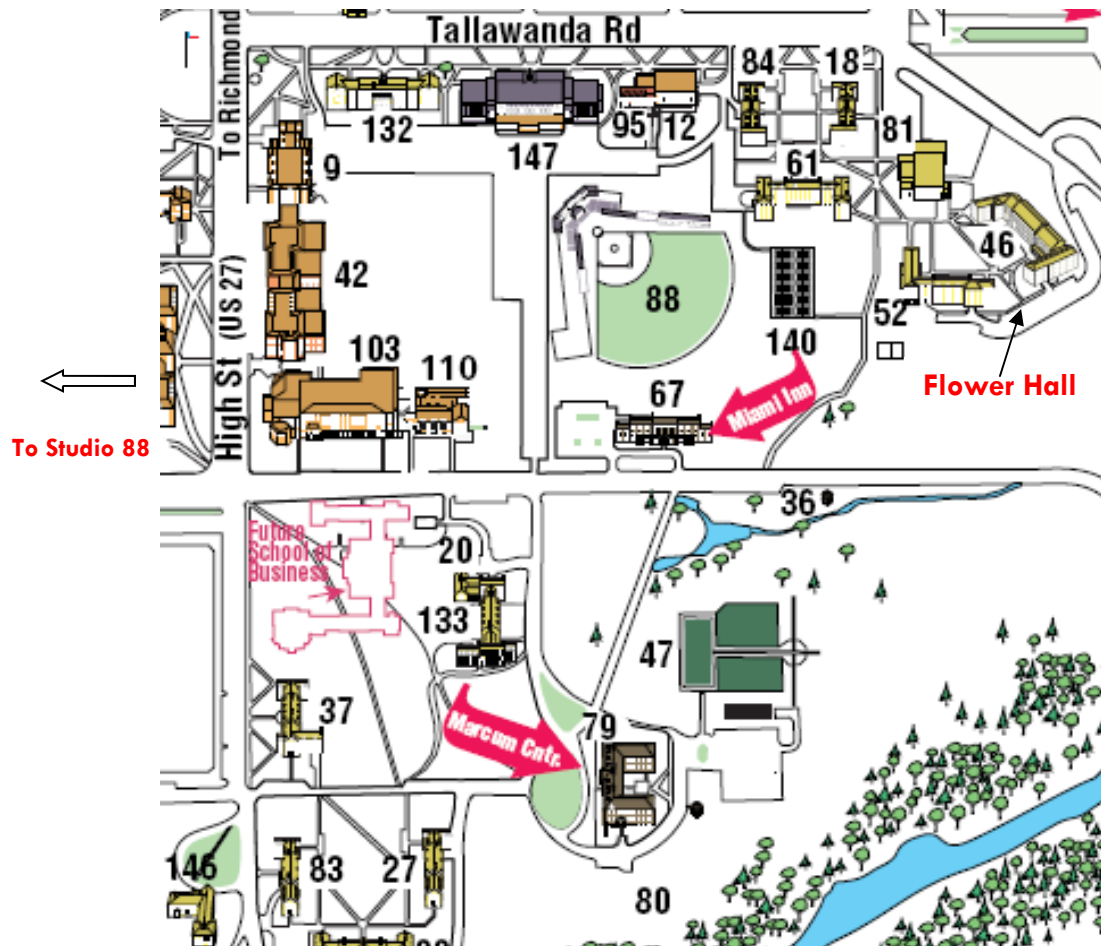 Tallawanda Rd
To Richmond
84
18
132
95
12
81
147
9
61
46
42
88
52
High St (US 27)
103
110
140
67
Miami Inn
Flower Hall
To Studio 88
36
Future
School of
Business
20
133
47
37
79
Marcum Cntr.
146
83
27
80